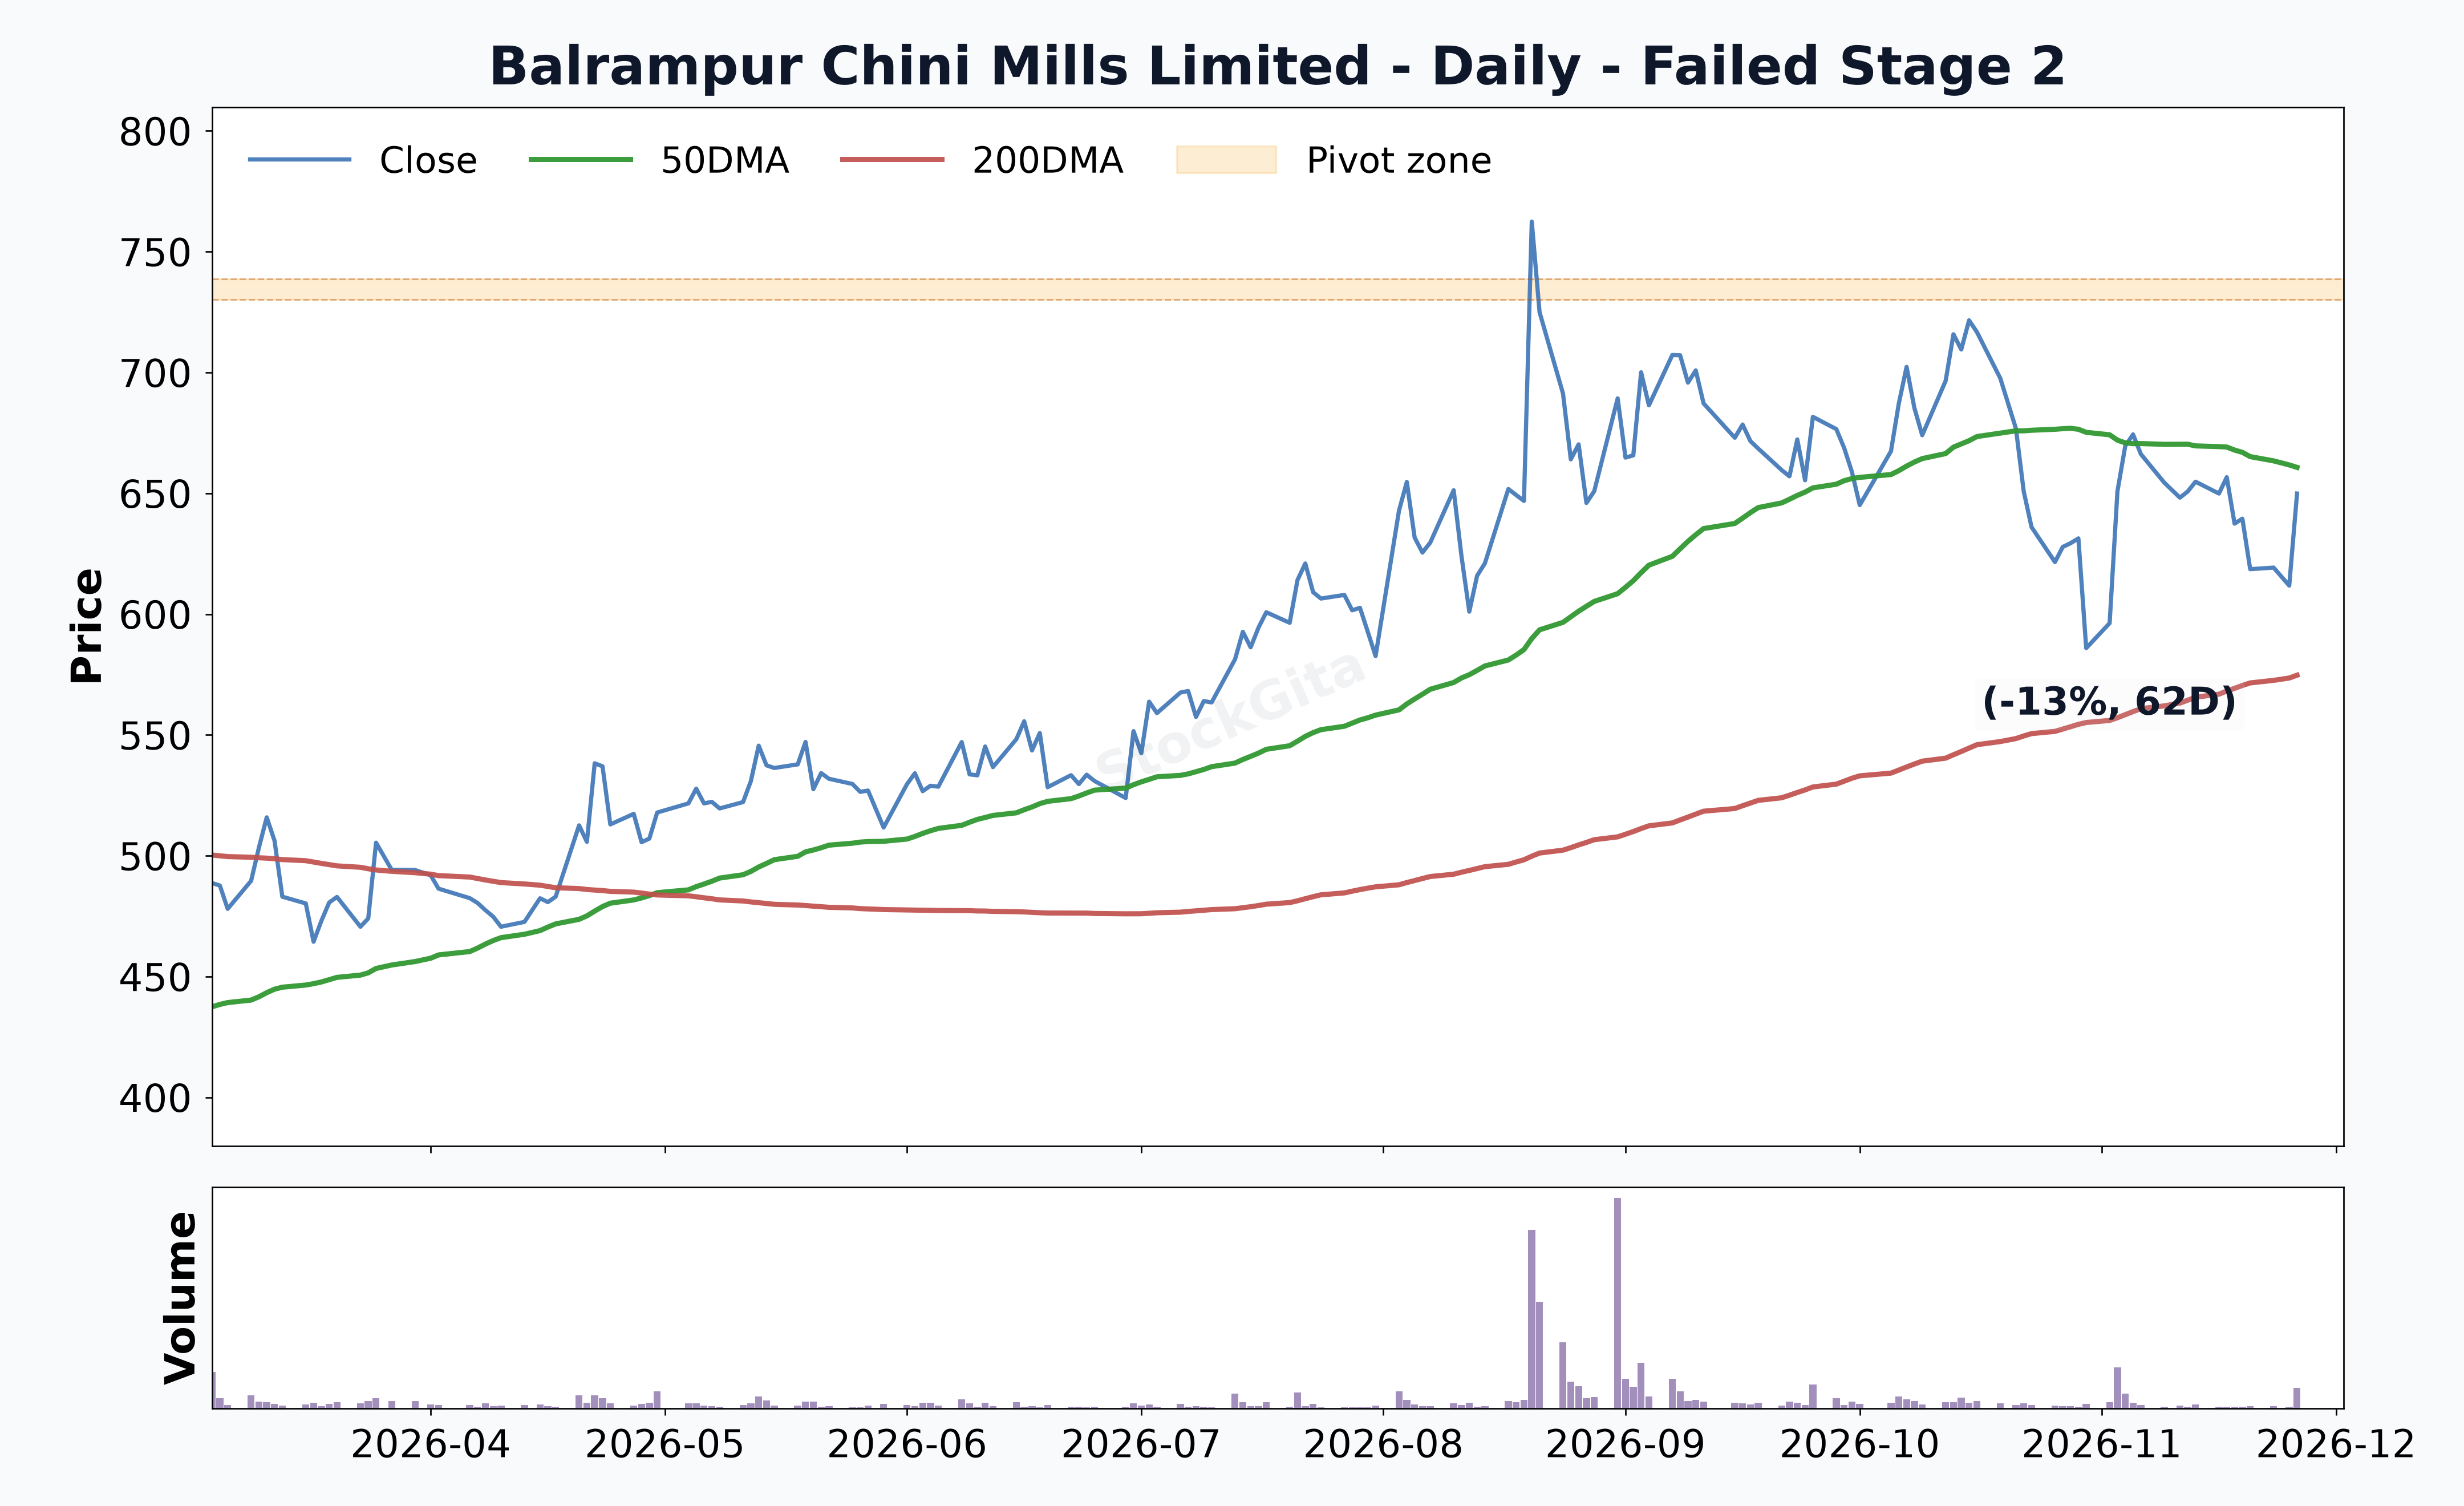 Balrampur Chini Mills Limited - Daily - Failed Stage 2
Close 50DMA 200DMA Pivot zone
800
750
700
650
600
550
500
450
400
Price
StockGita
(-13%, 62D)
Volume
2026-04 2026-05 2026-06 2026-07 2026-08 2026-09 2026-10 2026-11 2026-12